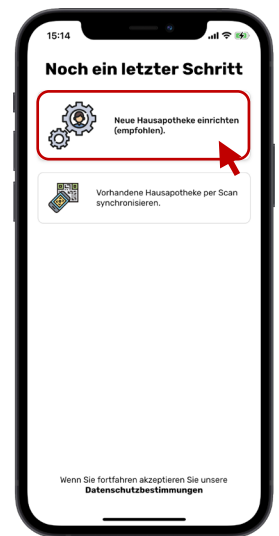 15:14
Noch ein letzter Schritt
Neue Hausapotheke einrichten
(empfohlen).
Vorhandene Hausapotheke per Scan
synchronisieren.
Wenn Sie fortfahren akzeptieren Sie unsere
Datenschutzbestimmungen